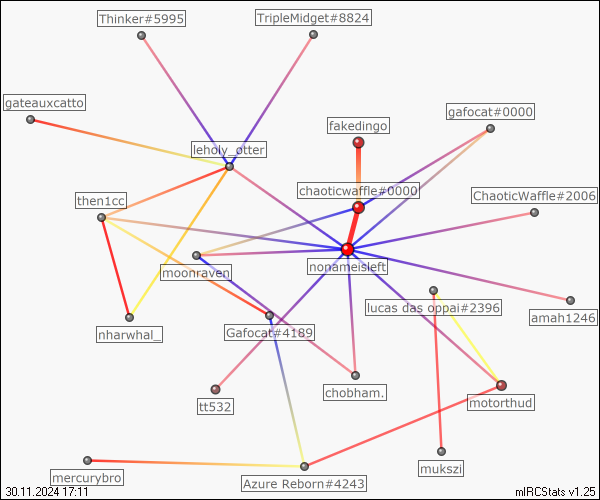 Thinker#5995
TripleMidget#8824
gateauxcatto
gafocat#0000
fakedingo
leholy_otter
chaoticwaffle#0000
ChaoticWaffle#2006
then1cc
moonraven
nonameisleft
lucas das oppai#2396
amah1246
nharwhal_
Gafocat#4189
chobham.
motorthud
tt532
mukszi
mercurybro
Azure Reborn#4243
30.11.2024 17:11
mIRCStats v1.25